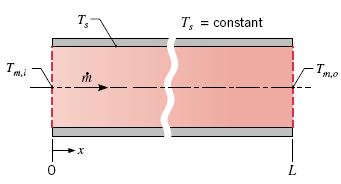 T_s
T_s = constant
T_{m,i}
ṁ
T_{m,o}
x
0
L